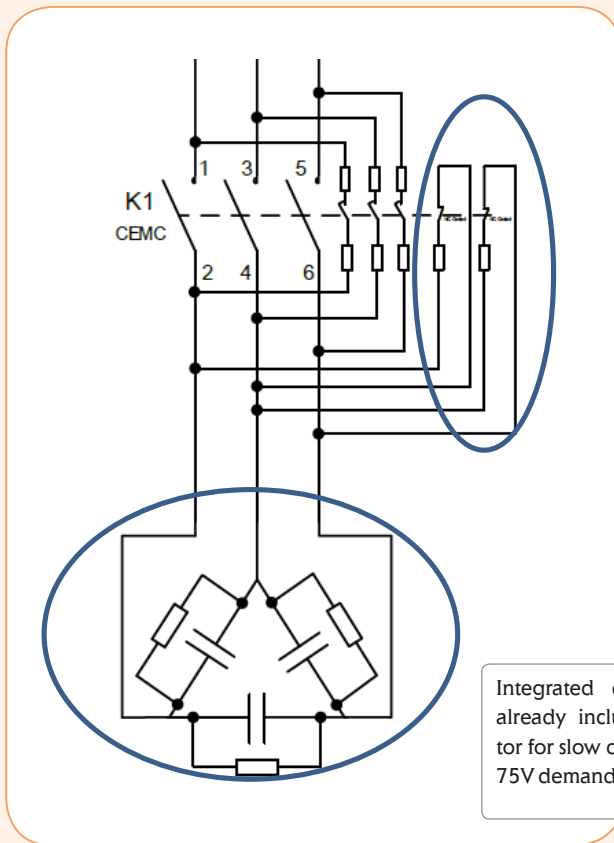 1
3
5
K1
CEMC
2
4
6
Integrated
already inclu
tor for slow
75V demand